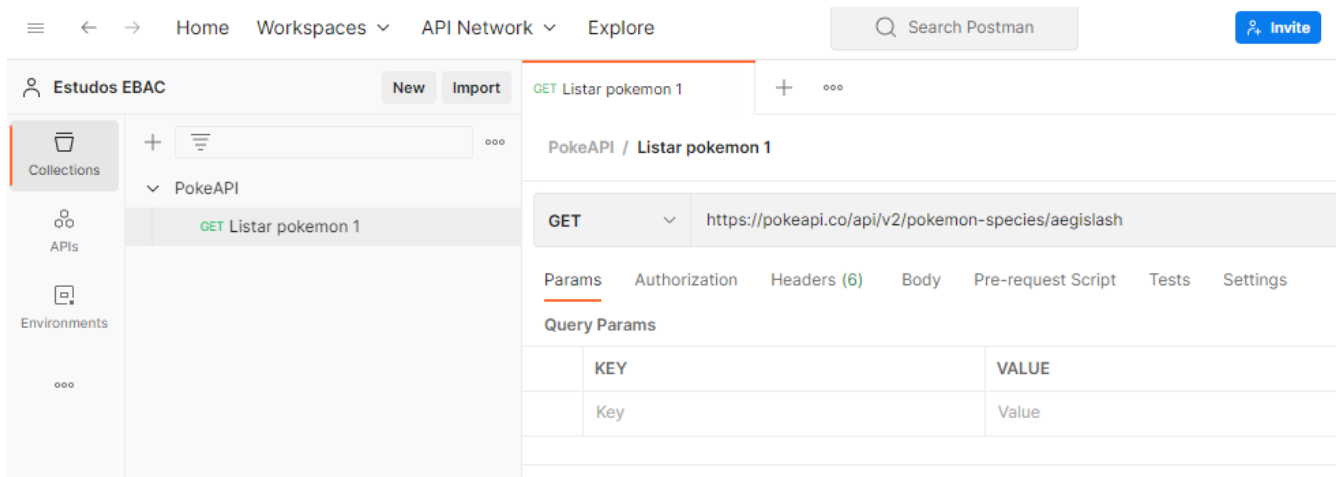 Home Workspaces API Network Explore Search Postman Invite
Estudos EBAC New Import
GET Listar pokemon 1
Collections
PokeAPI
GET Listar pokemon 1
APIs
Environments
PokeAPI / Listar pokemon 1
GET https://pokeapi.co/api/v2/pokemon-species/aegislash
Params Authorization Headers (6) Body Pre-request Script Tests Settings
Query Params
KEY VALUE
Key Value